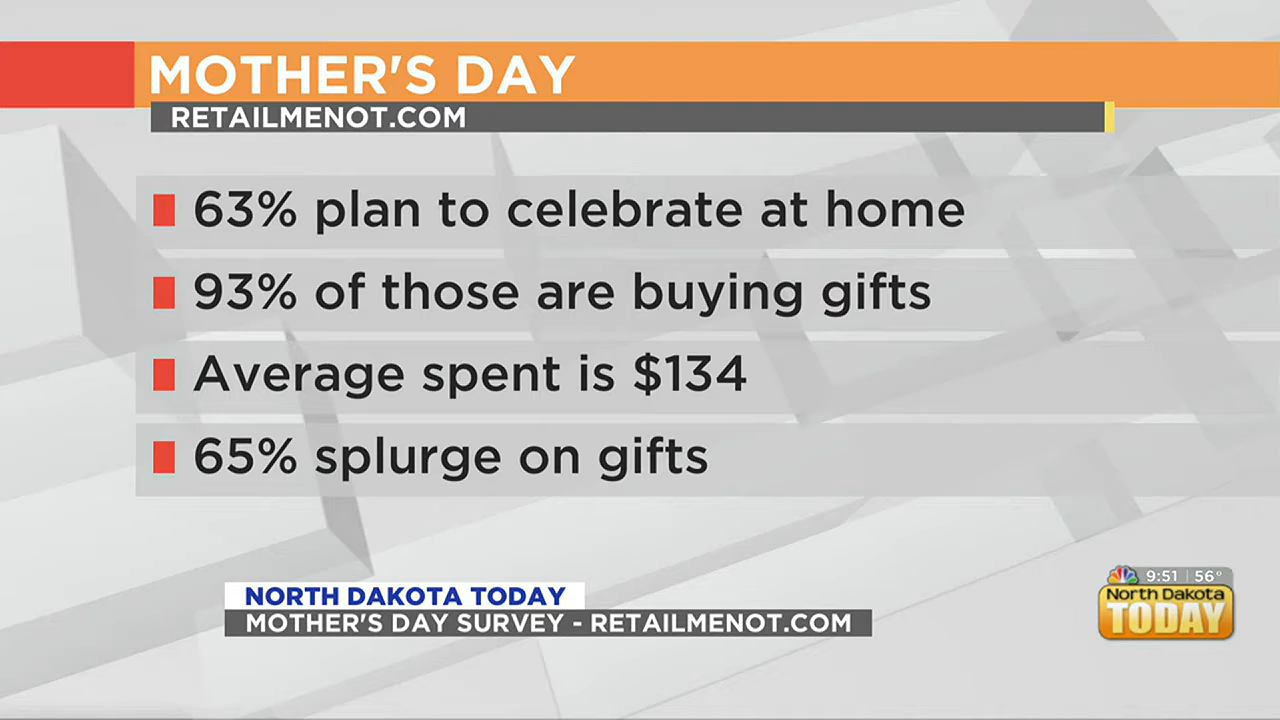 MOTHER'S DAY
RETAILMENOT.COM
63% plan to celebrate at home
93% of those are buying gifts
Average spent is $134
65% splurge on gifts
NORTH DAKOTA TODAY
MOTHER'S DAY SURVEY - RETAILMENOT.COM
9:51 | 56°
North Dakota
TODAY